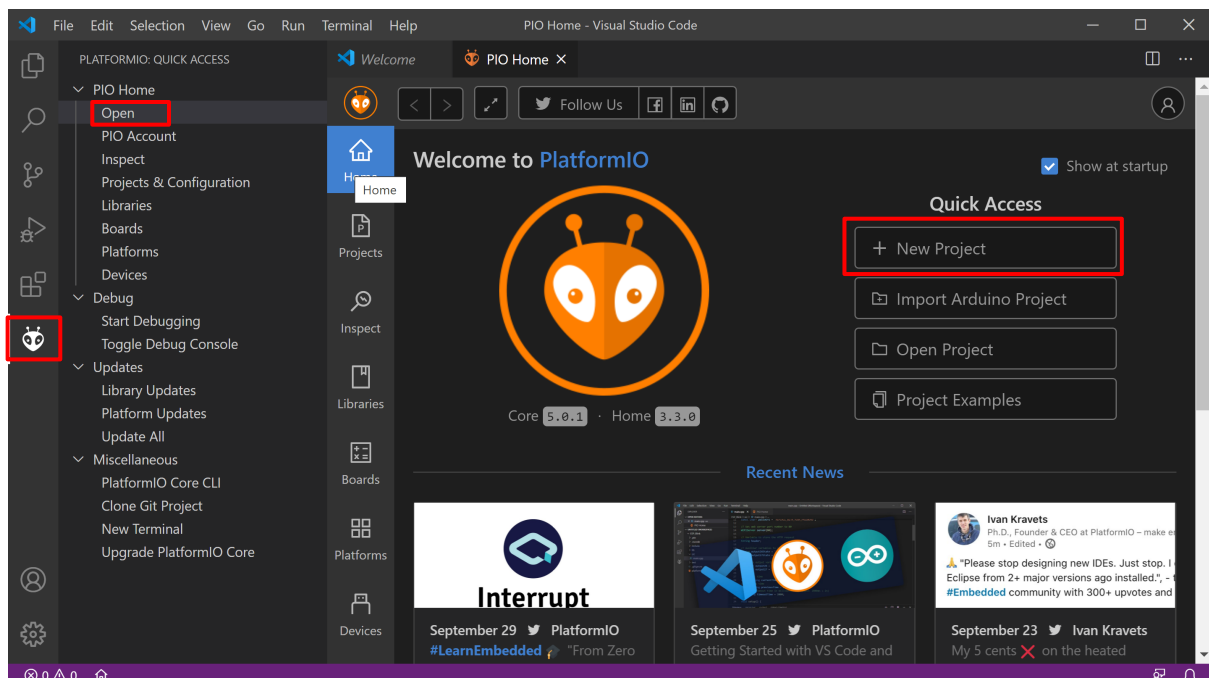 File Edit Selection View Go Run Terminal Help PIO Home - Visual Studio Code
PLATFORMIO: QUICK ACCESS
PIO Home
Open
PIO Account
Inspect
Projects & Configuration
Libraries
Boards
Platforms
Devices
Debug
Start Debugging
Toggle Debug Console
Updates
Library Updates
Platform Updates
Update All
Miscellaneous
PlatformIO Core CLI
Clone Git Project
New Terminal
Upgrade PlatformIO Core
Welcome PIO Home
Follow Us
Home
Home
Projects
Inspect
Libraries
Boards
Platforms
Devices
Welcome to PlatformIO
Show at startup
Quick Access
New Project
Import Arduino Project
Open Project
Project Examples
Core 5.0.1 · Home 3.3.0
Recent News
Interrupt
September 29 PlatformIO
#LearnEmbedded "From Zero
September 25 PlatformIO
Getting Started with VS Code and
Ivan Kravets
Ph.D., Founder & CEO at PlatformIO – make
5m • Edited •
"Please stop designing new IDEs. Just stop. I
Eclipse from 2+ major versions ago installed.", -
#Embedded community with 300+ upvotes and
September 23 Ivan Kravets
My 5 cents on the heated
0 0